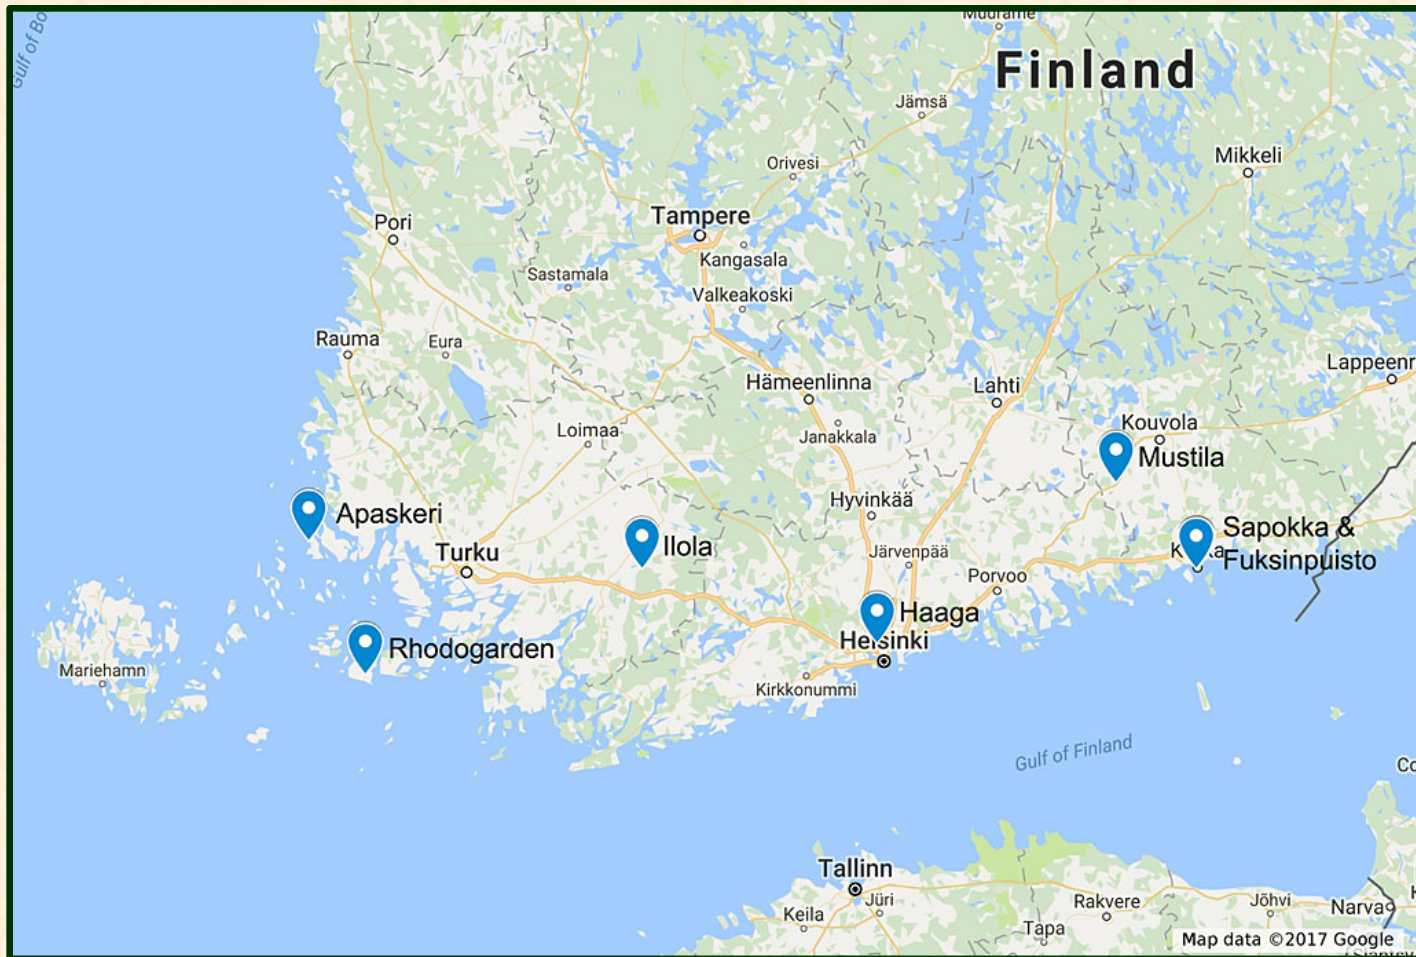 Gulf of Bo
Muurame
Finland
Jämsä
Mikkeli
Orivesi
Tampere
Pori
Kangasala
Sastamala
Valkeakoski
Rauma
Eura
Lappeenr
Hämeenlinna
Lahti
Kouvola
Loimaa
Janakkala
Mustila
Hyvinkää
Apaskeri
Sapokka &
Fuksinpuisto
Turku
Ilola
Järvenpää
Porvoo
Haaga
Helsinki
Rhodogarden
Mariehamn
Kirkkonummi
Gulf of Finland
Co
Tallinn
Jüri
Rakvere
Jõhvi
Narva
Keila
Tapa
Map data ©2017 Google